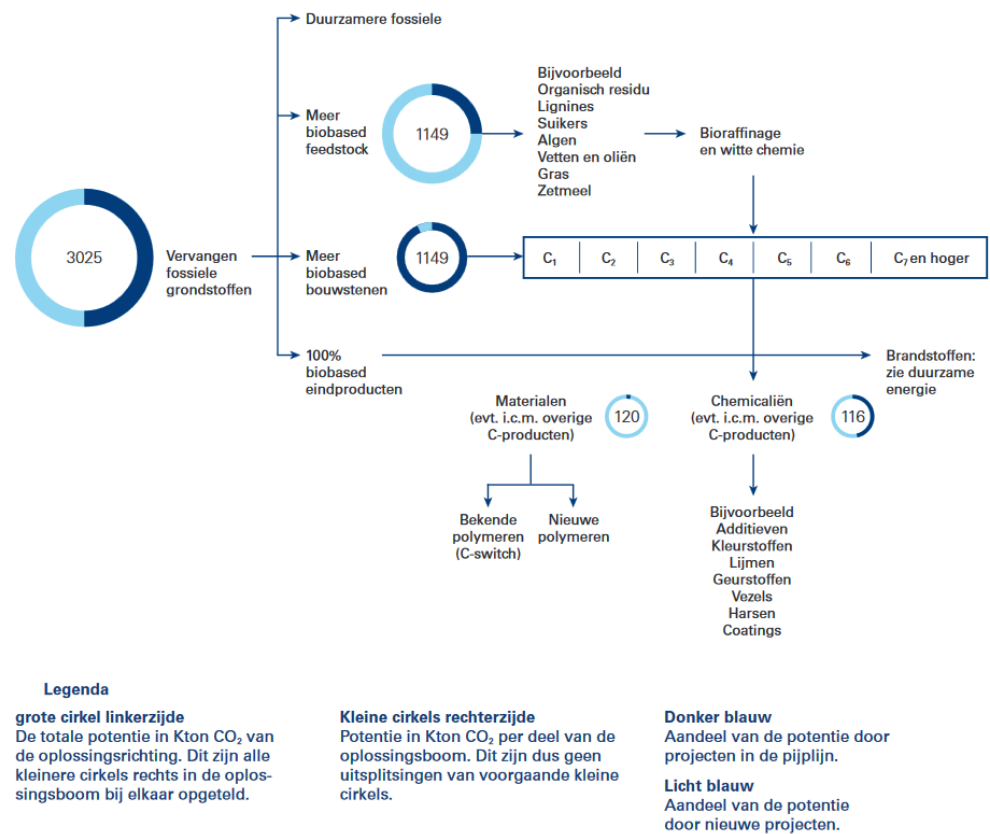 Duurzamere fossiele
Meer
biobased
feedstock
1149
Bijvoorbeeld
Organisch residu
Lignines
Suikers
Algen
Vetten en oliën
Gras
Zetmeel
Bioraffinage
en witte chemie
3025
Vervangen
fossiele
grondstoffen
Meer
biobased
bouwstenen
1149
C₁ C₂ C₃ C₄ C₅ C₆ C₇ en hoger
100%
biobased
eindproducten
Brandstoffen:
zie duurzame
energie
Materialen
(evt. i.c.m. overige
C-producten)
120
Chemicaliën
(evt. i.c.m. overige
C-producten)
116
Bekende
polymeren
(C-switch)
Nieuwe
polymeren
Bijvoorbeeld
Additieven
Kleurstoffen
Lijmen
Geurstoffen
Vezels
Harsen
Coatings
Legenda
grote cirkel linkerzijde
De totale potentie in Kton CO₂ van
de oplossingsrichting. Dit zijn alle
kleinere cirkels rechts in de oplos-
singsboom bij elkaar opgeteld.
Kleine cirkels rechterzijde
Potentie in Kton CO₂ per deel van de
oplossingsboom. Dit zijn dus geen
uitsplitsingen van voorgaande kleine
cirkels.
Donker blauw
Aandeel van de potentie door
projecten in de pijplijn.
Licht blauw
Aandeel van de potentie
door nieuwe projecten.